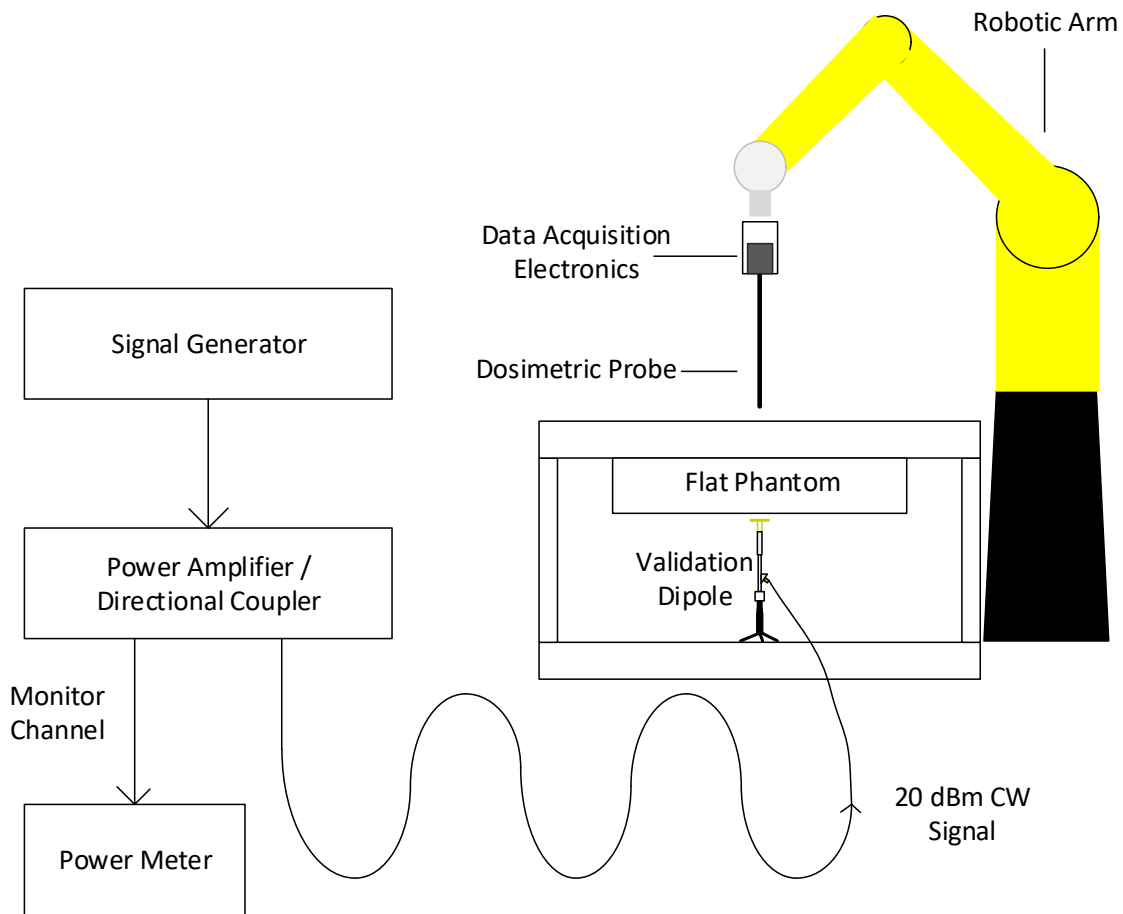 Robotic Arm
Data Acquisition
Electronics
Signal Generator
Dosimetric Probe
Flat Phantom
Power Amplifier /
Directional Coupler
Validation
Dipole
Monitor
Channel
20 dBm CW
Signal
Power Meter